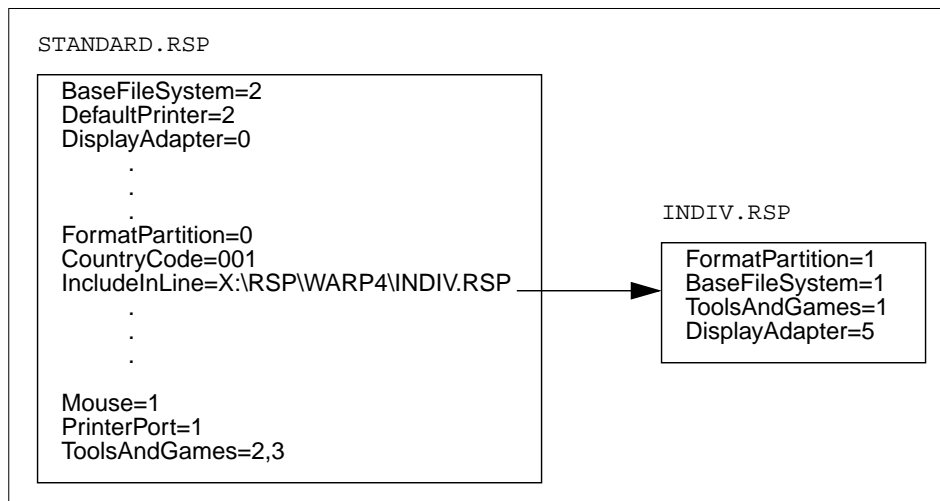 STANDARD.RSP
BaseFileSystem=2
DefaultPrinter=2
DisplayAdapter=0
.
.
.
FormatPartition=0
CountryCode=001
IncludeInLine=X:\RSP\WARP4\INDIV.RSP
.
.
.
Mouse=1
PrinterPort=1
ToolsAndGames=2,3
INDIV.RSP
FormatPartition=1
BaseFileSystem=1
ToolsAndGames=1
DisplayAdapter=5